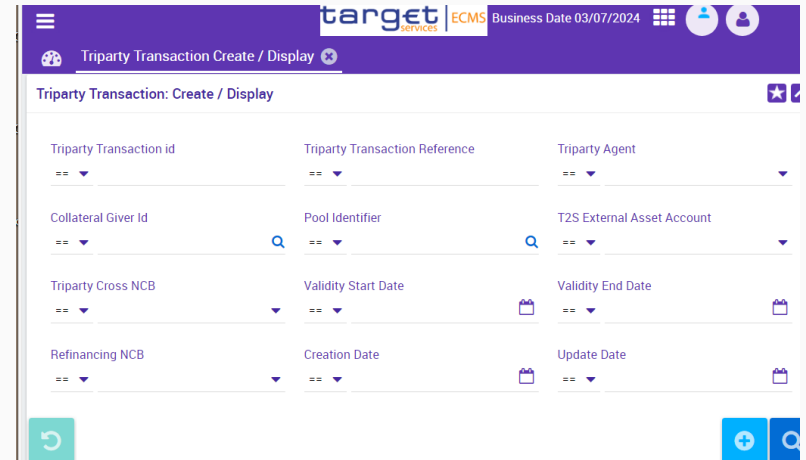 target
services
ECMS
Business Date 03/07/2024
Triparty Transaction Create / Display
Triparty Transaction: Create / Display
Triparty Transaction id
Triparty Transaction Reference
Triparty Agent
==
==
==
Collateral Giver Id
Pool Identifier
T2S External Asset Account
==
==
==
Triparty Cross NCB
Validity Start Date
Validity End Date
==
==
==
Refinancing NCB
Creation Date
Update Date
==
==
==